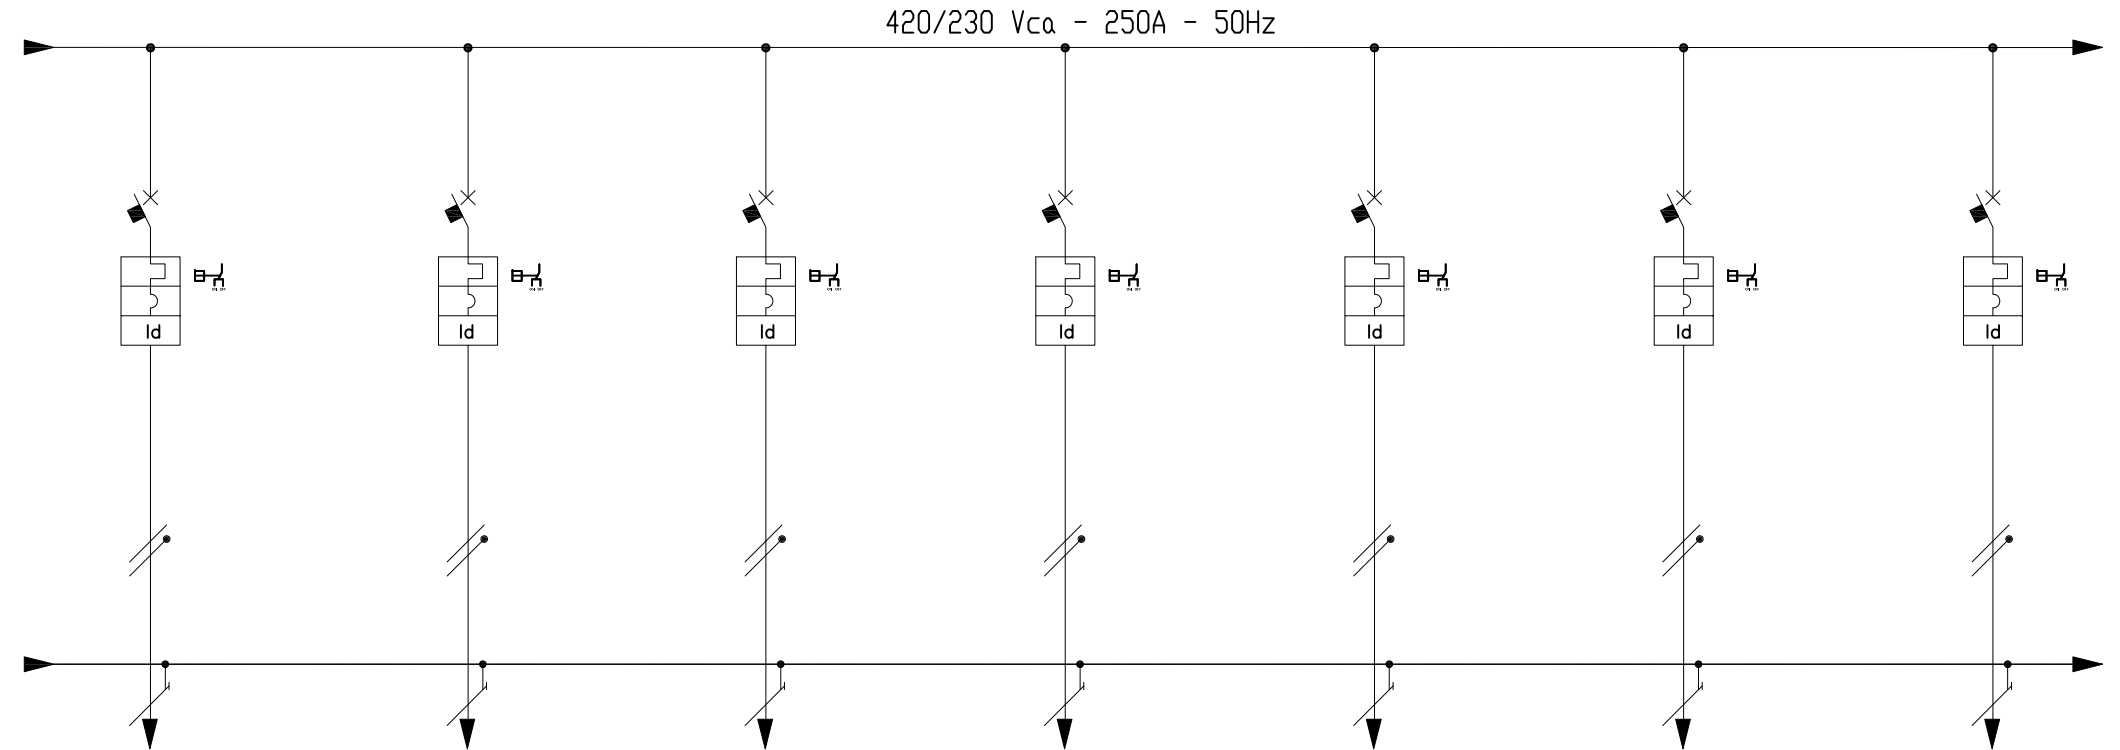 420/230 Vca - 250A - 50Hz
Id Id Id Id Id Id Id